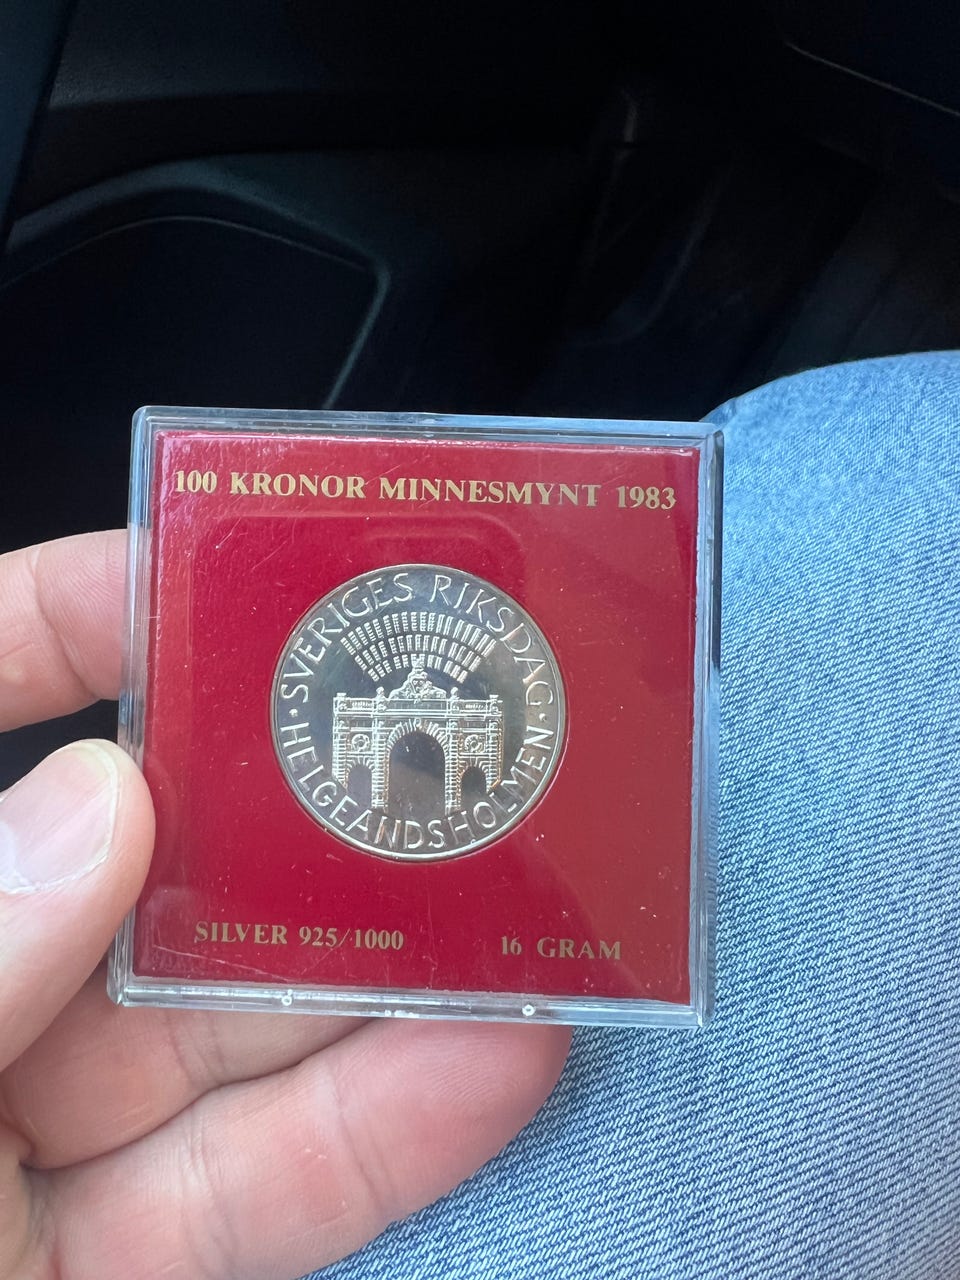 100 KRONOR MINNESMYNT 1983
· SVERIGES RIKSDAG ·
HELGEANDSHOLMEN
SILVER 925/1000
16 GRAM